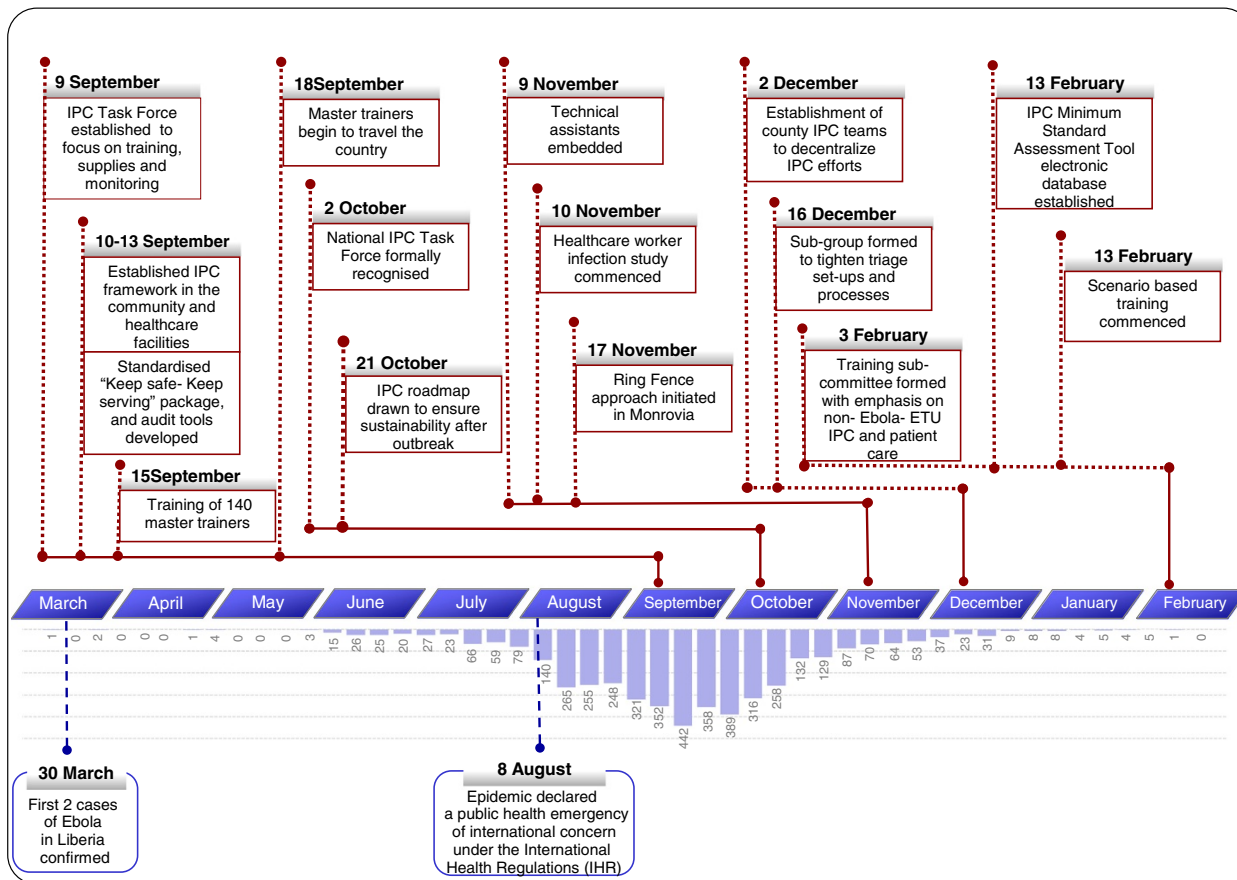 9 September
IPC Task Force
established to
focus on training,
supplies and
monitoring
10-13 September
Established IPC
framework in the
community and
healthcare
facilities
Standardised
“Keep safe- Keep
serving” package,
and audit tools
developed
15September
Training of 140
master trainers
18September
Master trainers
begin to travel the
country
2 October
National IPC Task
Force formally
recognised
21 October
IPC roadmap
drawn to ensure
sustainability after
outbreak
9 November
Technical
assistants
embedded
10 November
Healthcare worker
infection study
commenced
17 November
Ring Fence
approach initiated
in Monrovia
2 December
Establishment of
county IPC teams
to decentralize
IPC efforts
16 December
Sub-group formed
to tighten triage
set-ups and
processes
3 February
Training sub-
committee formed
with emphasis on
non- Ebola- ETU
IPC and patient
care
13 February
IPC Minimum
Standard
Assessment Tool
electronic
database
established
13 February
Scenario based
training
commenced
March April May June July August September October November December January February
1 0 2 0 0 0 1 4 0 0 0 3 15 26 25 20 27 23 66 59 79 140 265 255 248 321 352 442 358 389 316 258 132 129 87 70 64 53 37 23 31 9 8 8 4 5 4 5 1 0
30 March
First 2 cases
of Ebola
in Liberia
confirmed
8 August
Epidemic declared
a public health emergency
of international concern
under the International
Health Regulations (IHR)